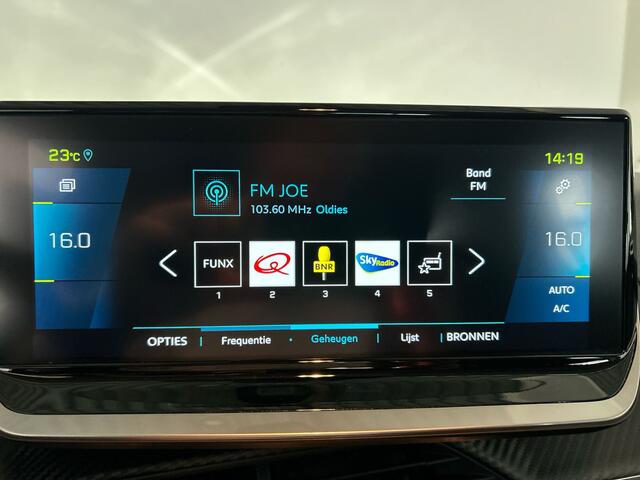 23°C
14:19
FM JOE
103.60 MHz Oldies
Band
FM
16.0
16.0
FUNX
Q
BNR
Sky Radio
1
2
3
4
5
AUTO
A/C
OPTIES | Frequentie • Geheugen | Lijst | BRONNEN